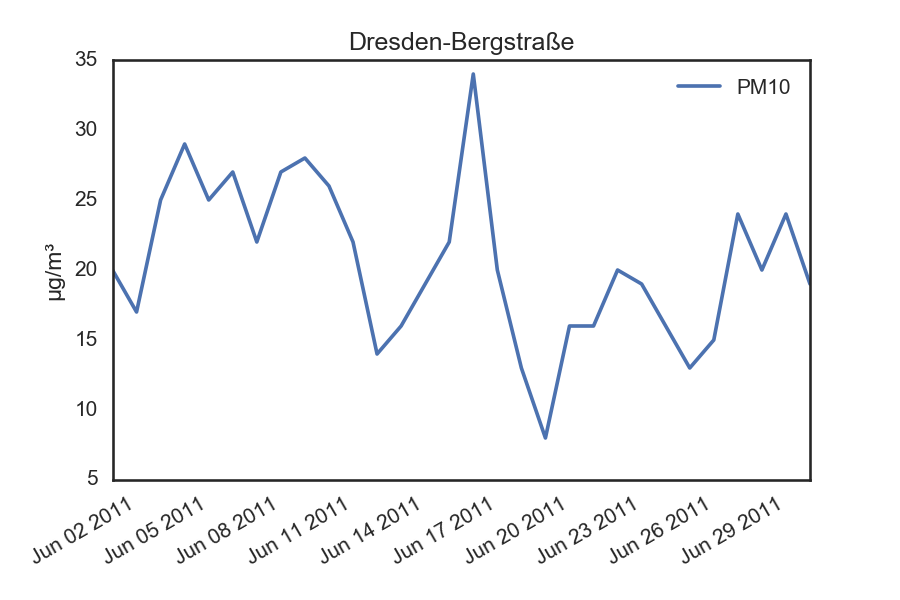 Dresden-Bergstraße
35
30
25
20
15
10
5
µg/m³
PM10
Jun 02 2011
Jun 05 2011
Jun 08 2011
Jun 11 2011
Jun 14 2011
Jun 17 2011
Jun 20 2011
Jun 23 2011
Jun 26 2011
Jun 29 2011